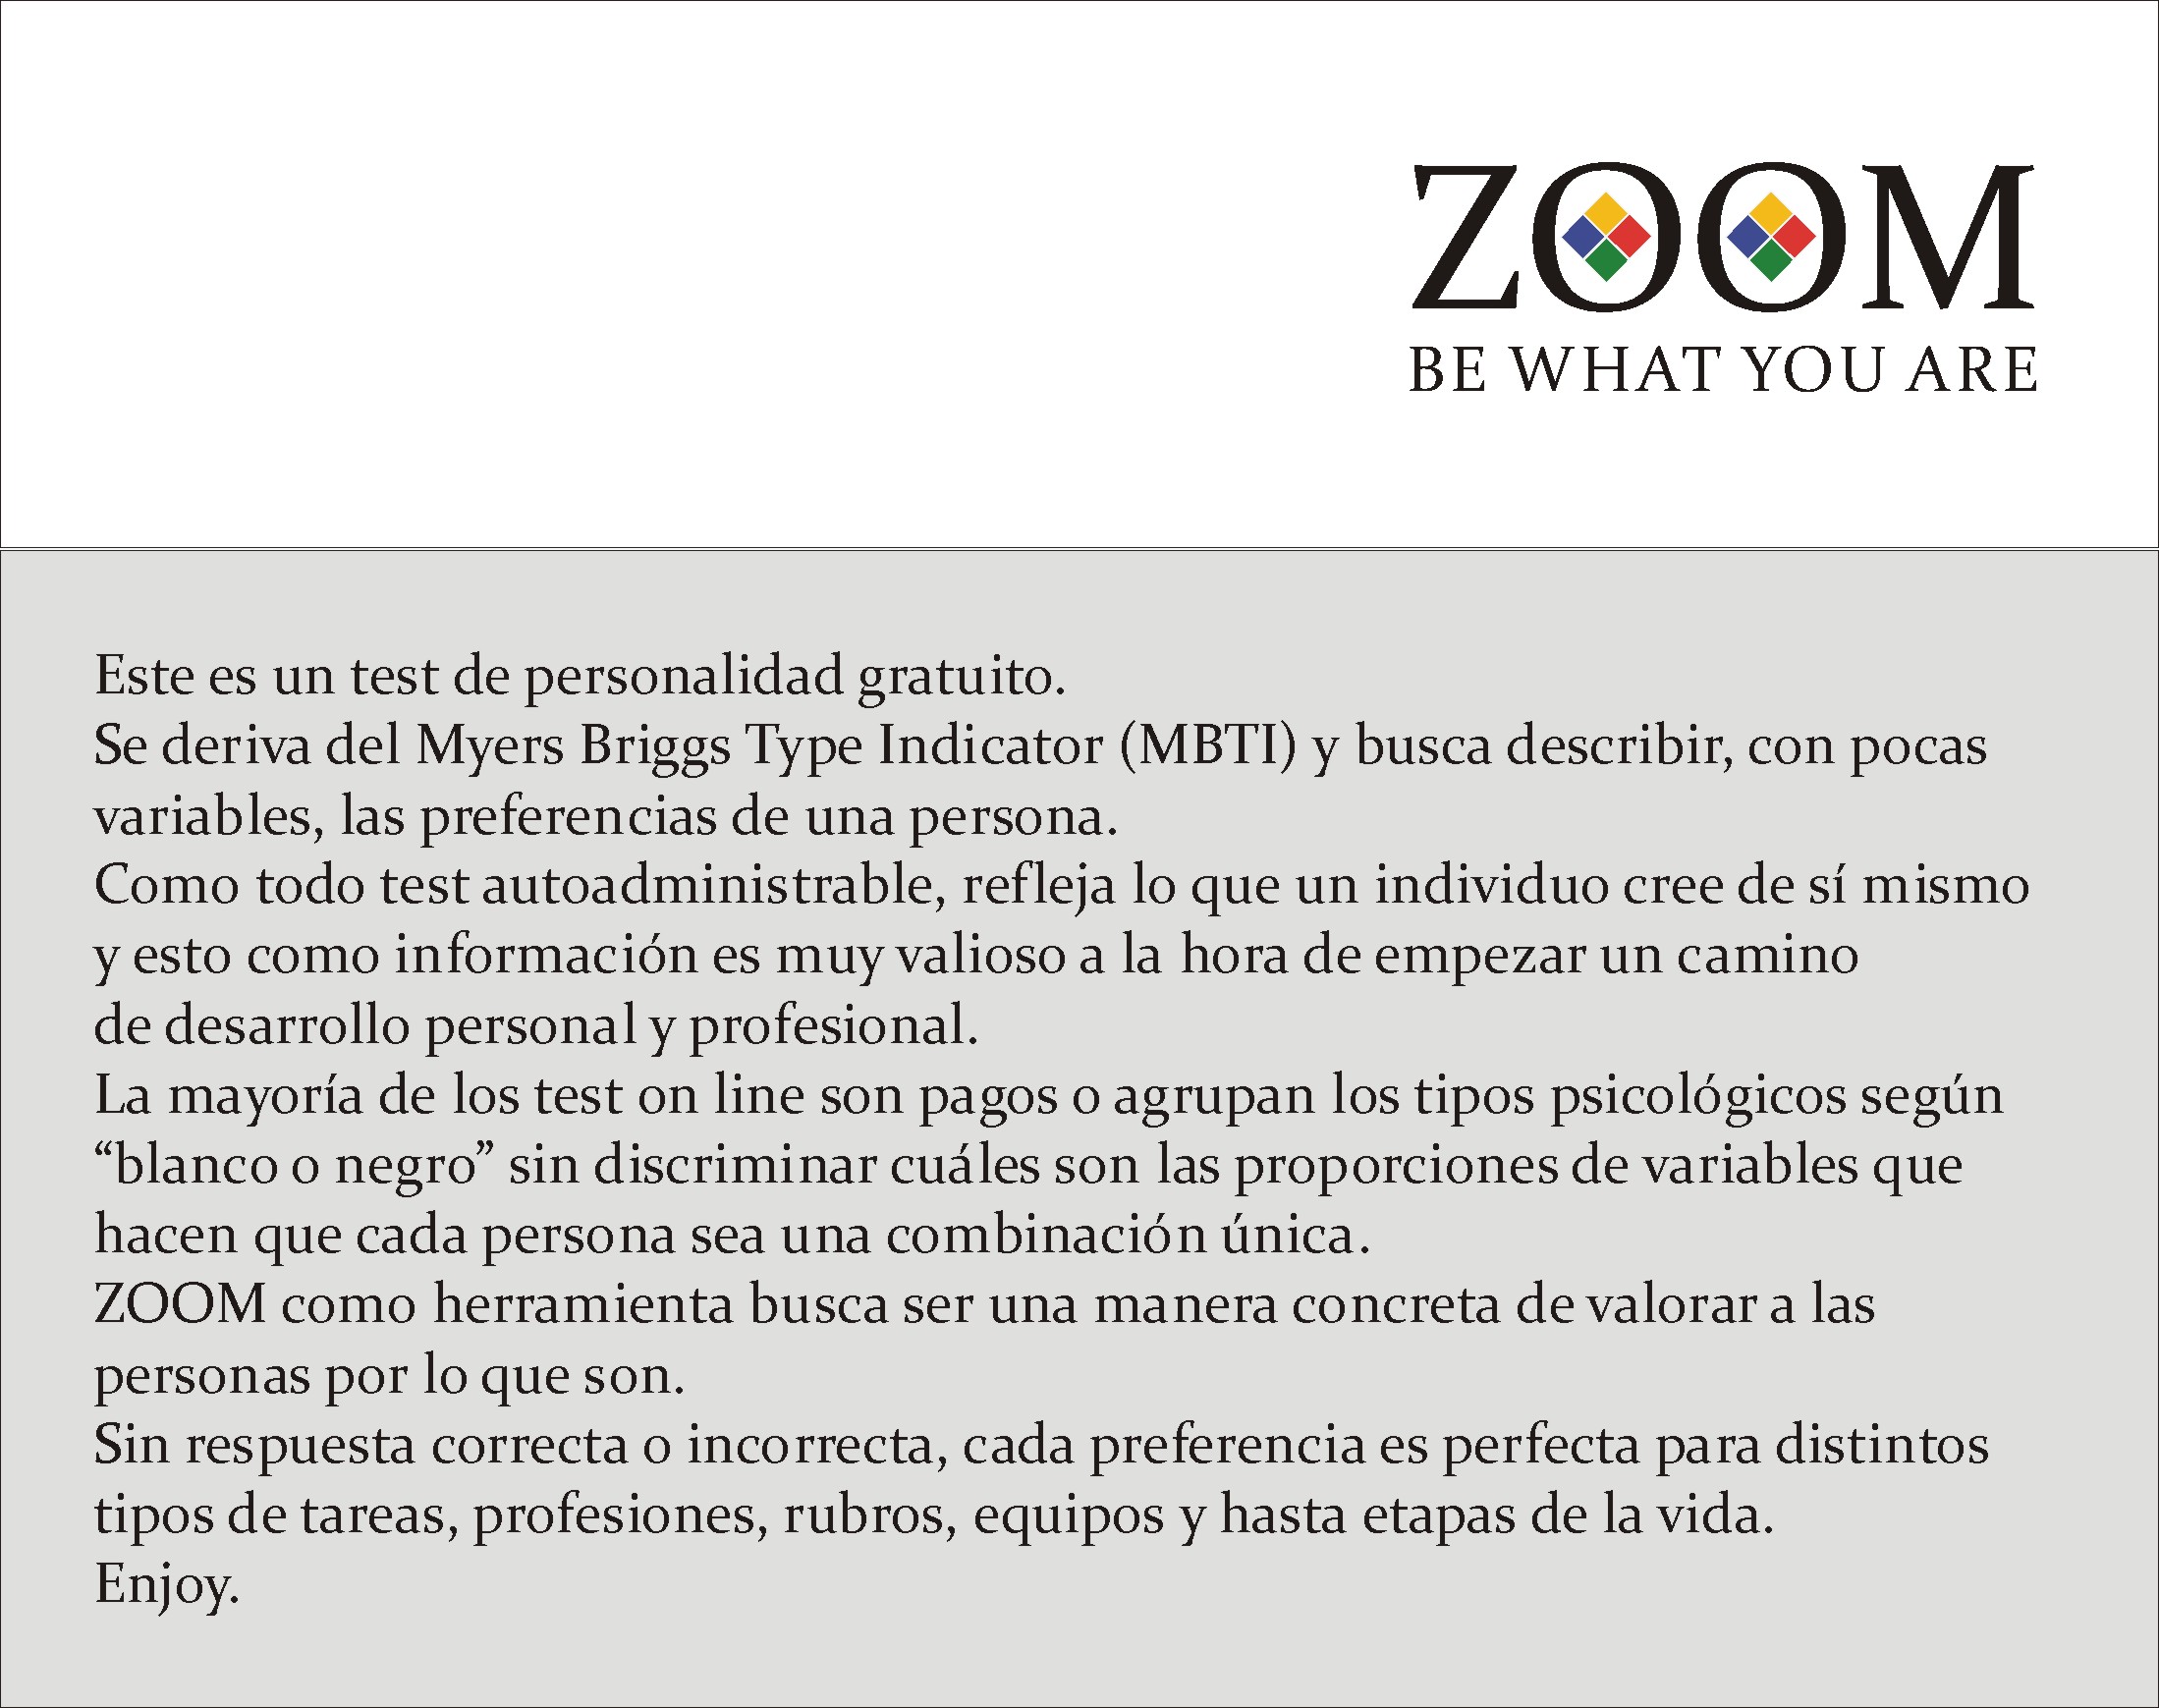 ZOOM
BE WHAT YOU ARE
Este es un test de personalidad gratuito.
Se deriva del Myers Briggs Type Indicator (MBTI) y busca describir, con pocas
variables, las preferencias de una persona.
Como todo test autoadministrable, refleja lo que un individuo cree de sí mismo
y esto como información es muy valioso a la hora de empezar un camino
de desarrollo personal y profesional.
La mayoría de los test on line son pagos o agrupan los tipos psicológicos según
“blanco o negro” sin discriminar cuáles son las proporciones de variables que
hacen que cada persona sea una combinación única.
ZOOM como herramienta busca ser una manera concreta de valorar a las
personas por lo que son.
Sin respuesta correcta o incorrecta, cada preferencia es perfecta para distintos
tipos de tareas, profesiones, rubros, equipos y hasta etapas de la vida.
Enjoy.